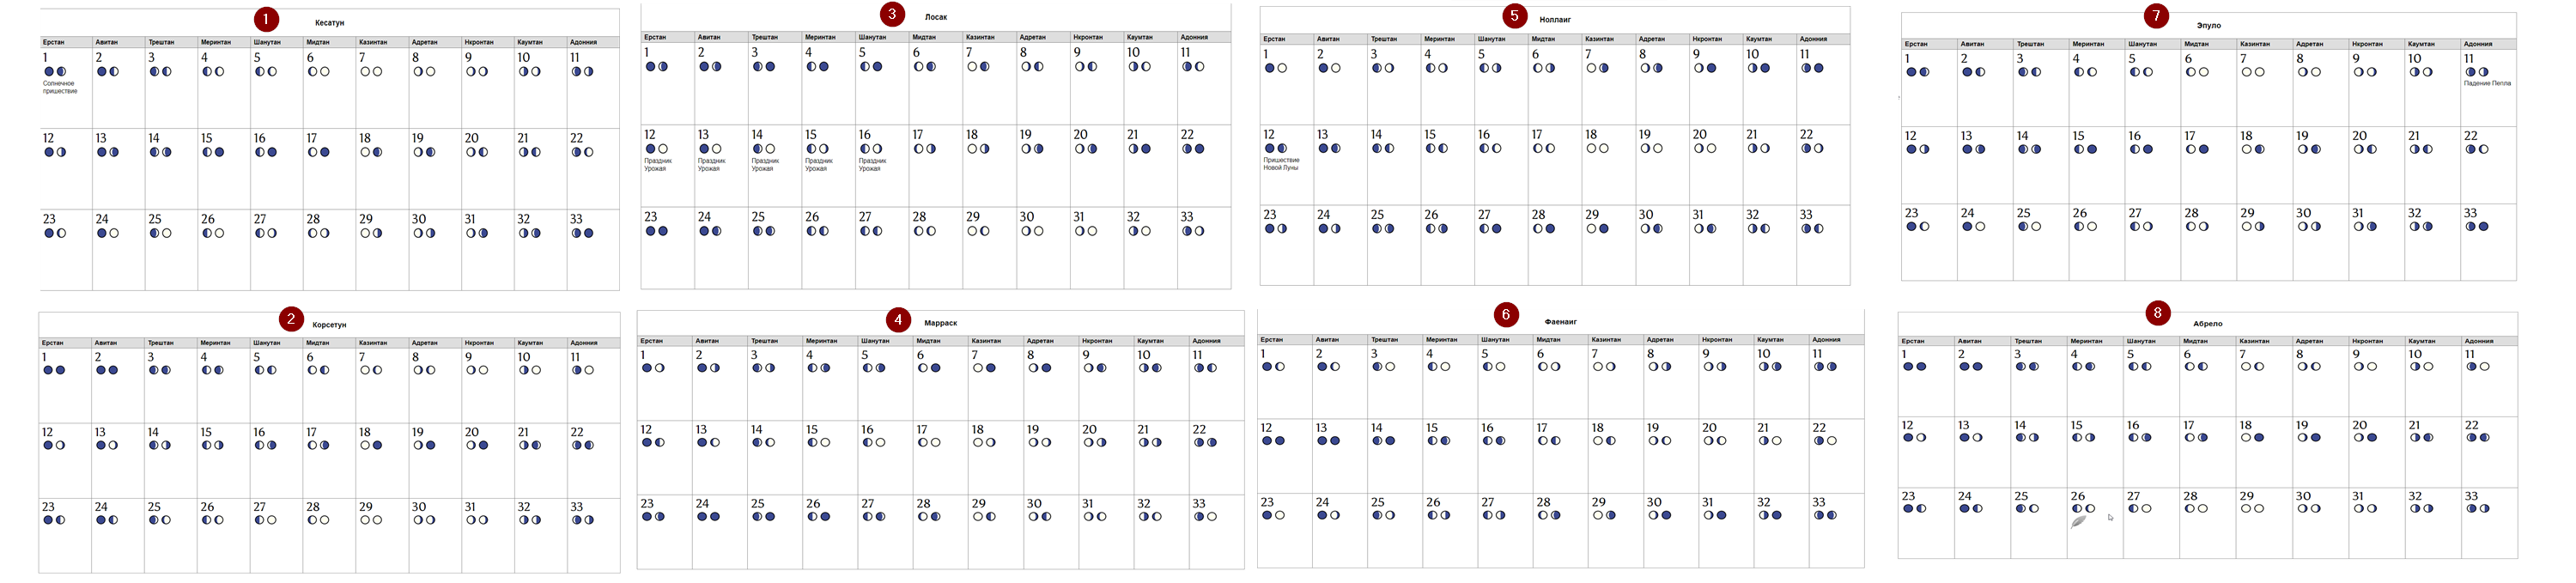 1
Кесатун
Ерстан Авитан Трештан Меринтан Шанутан Мидтан Казинтан Адретан Нкронтан Каумтан Адонния
1 2 3 4 5 6 7 8 9 10 11
Солнечное
пришествие
12 13 14 15 16 17 18 19 20 21 22
23 24 25 26 27 28 29 30 31 32 33
2
Корсетун
Ерстан Авитан Трештан Меринтан Шанутан Мидтан Казинтан Адретан Нкронтан Каумтан Адонния
1 2 3 4 5 6 7 8 9 10 11
12 13 14 15 16 17 18 19 20 21 22
23 24 25 26 27 28 29 30 31 32 33
3
Лосак
Ерстан Авитан Трештан Меринтан Шанутан Мидтан Казинтан Адретан Нкронтан Каумтан Адонния
1 2 3 4 5 6 7 8 9 10 11
12 13 14 15 16 17 18 19 20 21 22
Праздник Праздник Праздник Праздник Праздник
Урожая Урожая Урожая Урожая Урожая
23 24 25 26 27 28 29 30 31 32 33
4
Марраск
Ерстан Авитан Трештан Меринтан Шанутан Мидтан Казинтан Адретан Нкронтан Каумтан Адонния
1 2 3 4 5 6 7 8 9 10 11
12 13 14 15 16 17 18 19 20 21 22
23 24 25 26 27 28 29 30 31 32 33
5
Ноллаиг
Ерстан Авитан Трештан Меринтан Шанутан Мидтан Казинтан Адретан Нкронтан Каумтан Адонния
1 2 3 4 5 6 7 8 9 10 11
12 13 14 15 16 17 18 19 20 21 22
Пришествие
Новой Луны
23 24 25 26 27 28 29 30 31 32 33
6
Фаенаиг
Ерстан Авитан Трештан Меринтан Шанутан Мидтан Казинтан Адретан Нкронтан Каумтан Адонния
1 2 3 4 5 6 7 8 9 10 11
12 13 14 15 16 17 18 19 20 21 22
23 24 25 26 27 28 29 30 31 32 33
7
Эпуло
Ерстан Авитан Трештан Меринтан Шанутан Мидтан Казинтан Адретан Нкронтан Каумтан Адонния
1 2 3 4 5 6 7 8 9 10 11
Падение Пепла
12 13 14 15 16 17 18 19 20 21 22
23 24 25 26 27 28 29 30 31 32 33
8
Абрело
Ерстан Авитан Трештан Меринтан Шанутан Мидтан Казинтан Адретан Нкронтан Каумтан Адонния
1 2 3 4 5 6 7 8 9 10 11
12 13 14 15 16 17 18 19 20 21 22
23 24 25 26 27 28 29 30 31 32 33